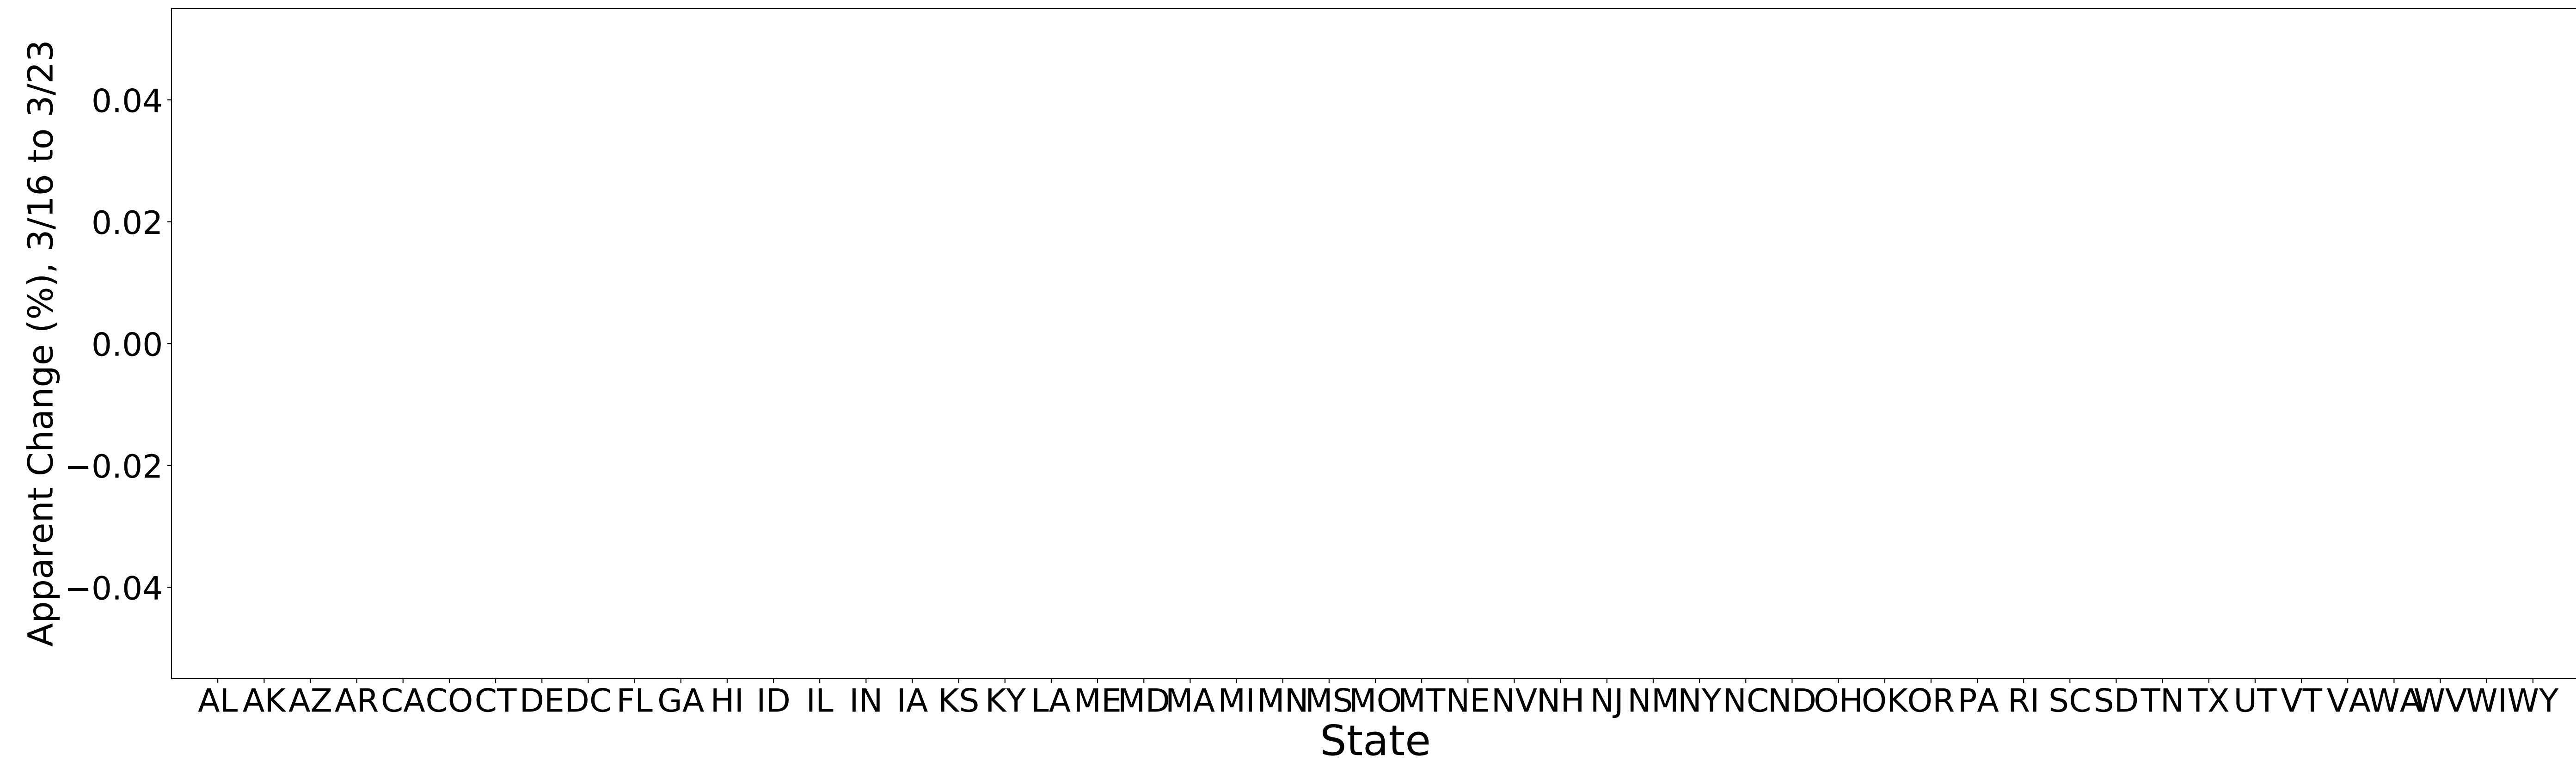 Apparent Change (%), 3/16 to 3/23
0.04
0.02
0.00
−0.02
−0.04
AL AK AZ AR CA CO CT DE DC FL GA HI ID IL IN IA KS KY LA ME MD MA MI MN MS MO MT NE NV NH NJ NM NY NC ND OH OK OR PA RI SC SD TN TX UT VT VA WA WV WI WY
State